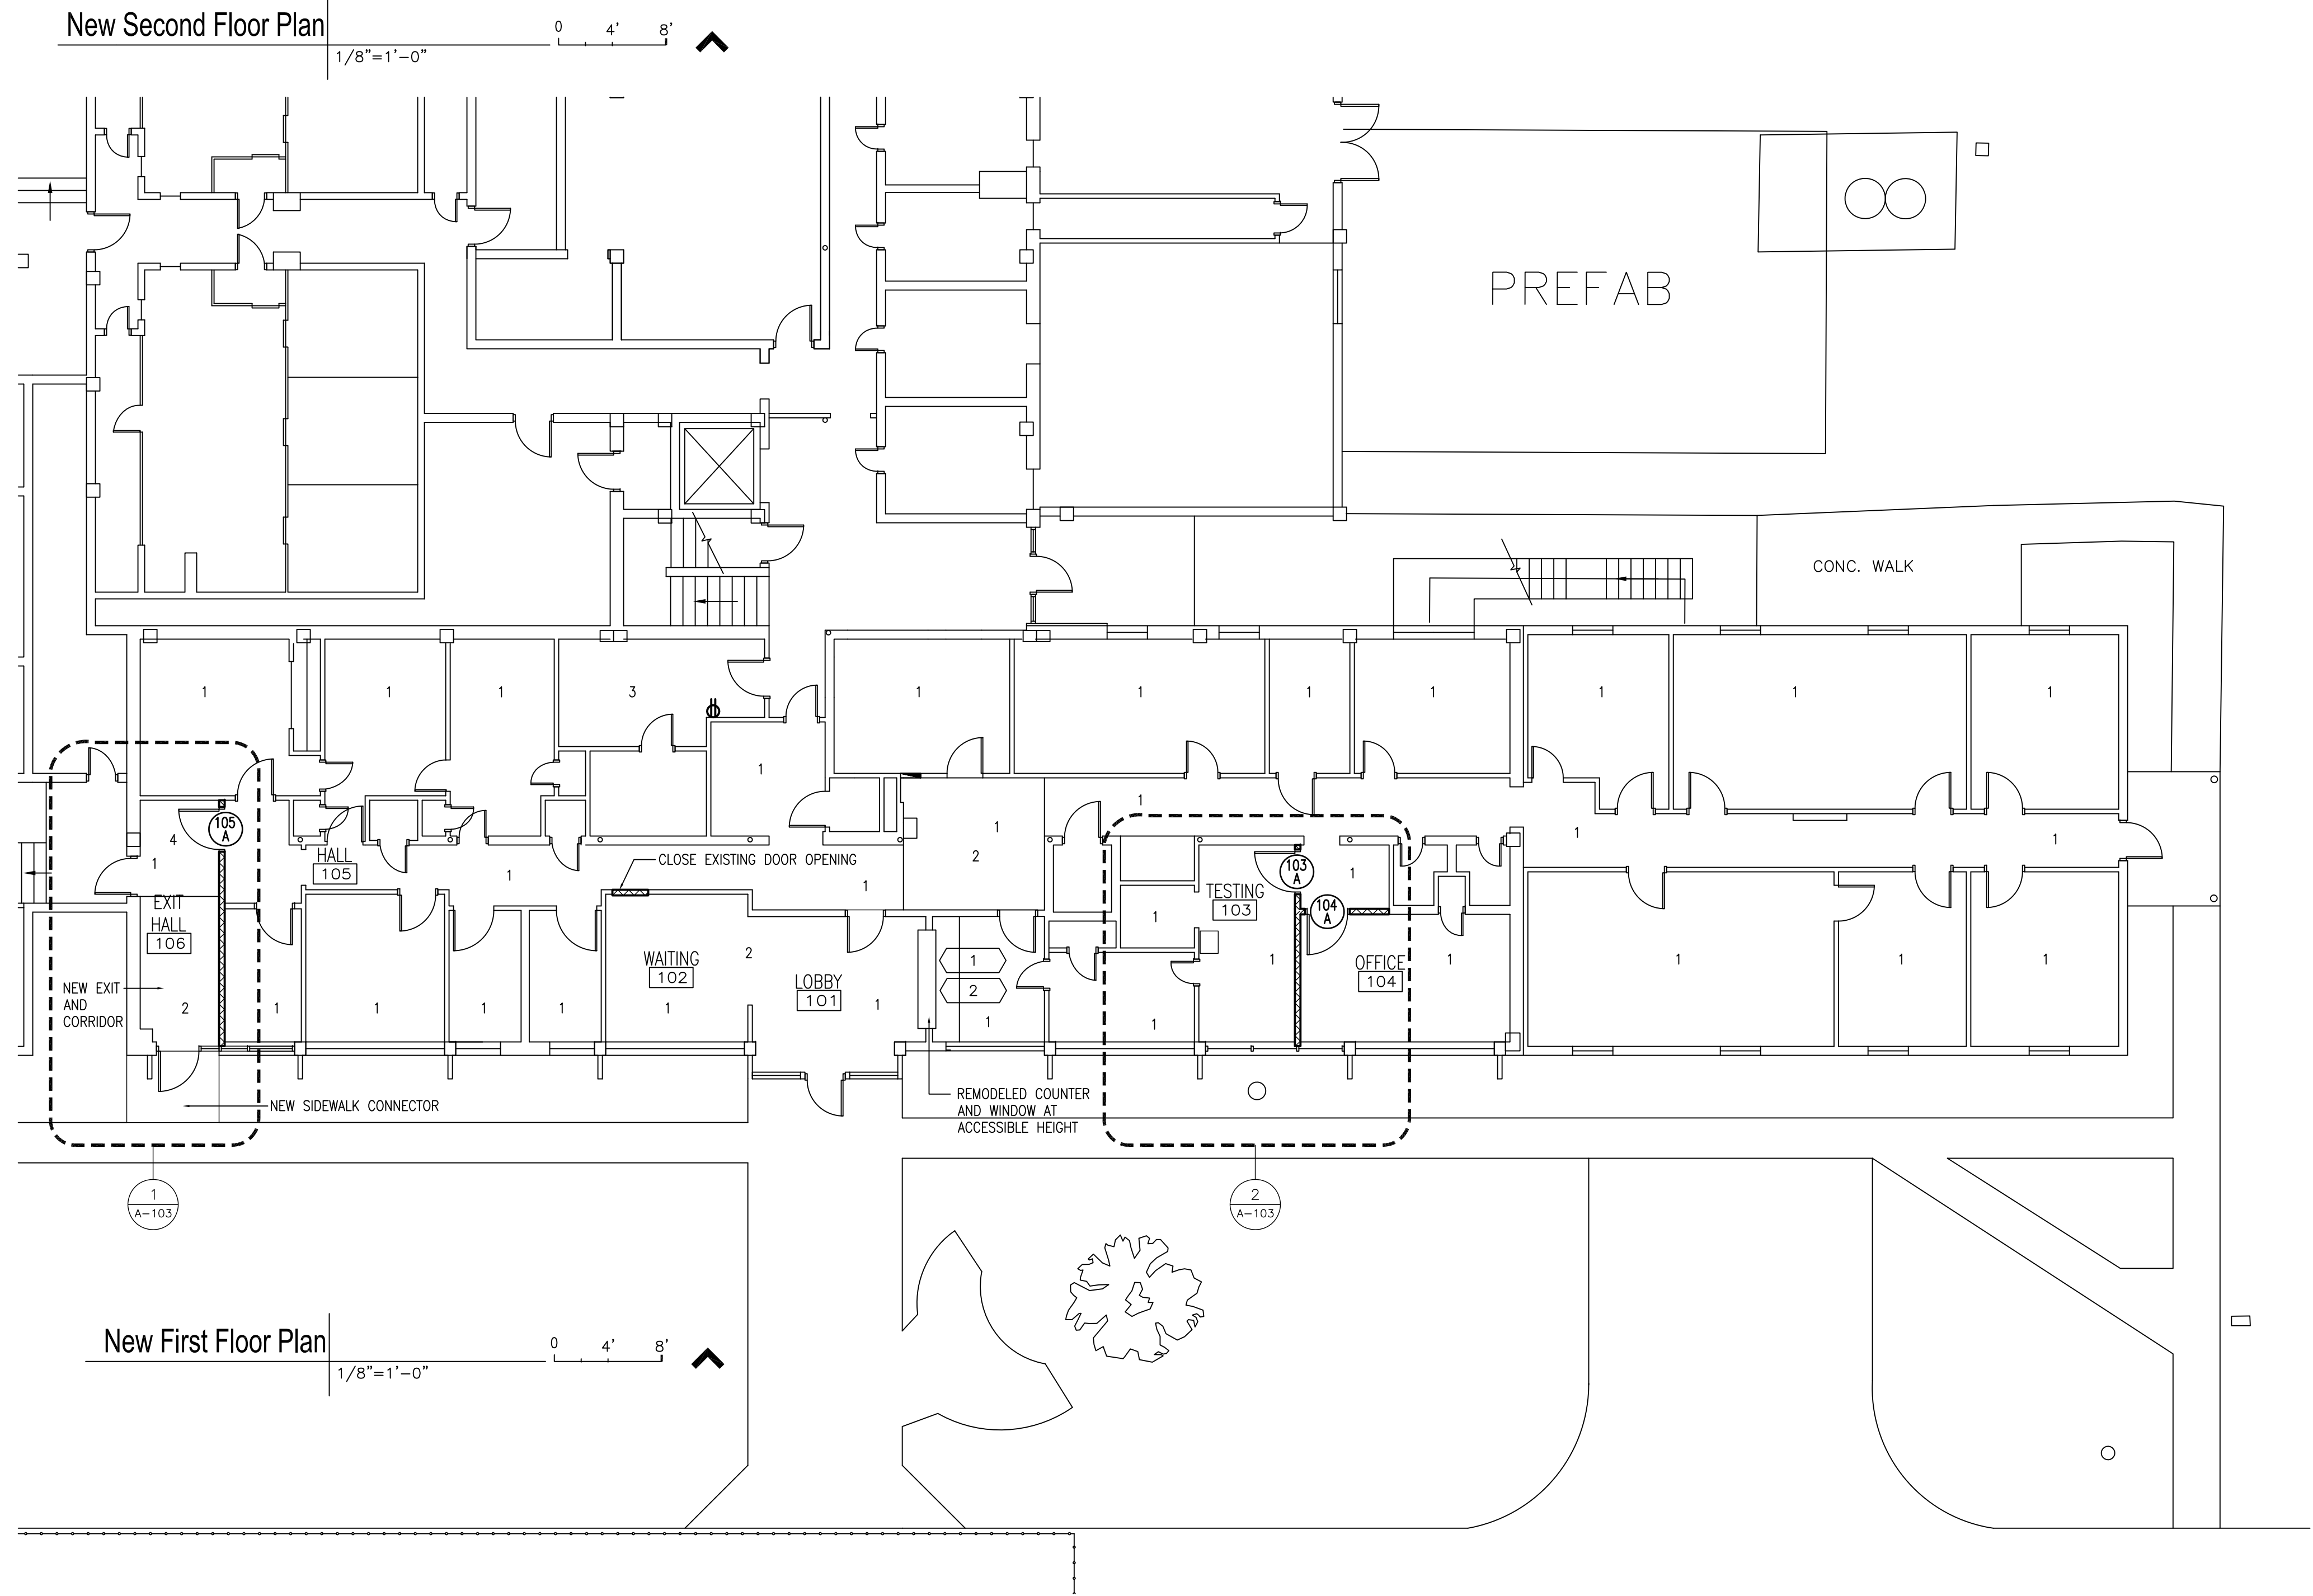 New Second Floor Plan
0 4' 8'
1/8"=1'-0"
PREFAB
CONC. WALK
1 1 1 3 1 1 1 1 1 1 1
1
1
105
A
4
1
HALL
105
CLOSE EXISTING DOOR OPENING
1
1
1
2
1
1
103
A
TESTING
103
1
104
A
1
1
EXIT
HALL
106
WAITING
102
2
LOBBY
101
1
2
1
OFFICE
104
1
1
1
1
NEW EXIT
AND
CORRIDOR
2
1
1
1
1
1
1
1
1
NEW SIDEWALK CONNECTOR
REMODELED COUNTER
AND WINDOW AT
ACCESSIBLE HEIGHT
1
A-103
2
A-103
New First Floor Plan
0 4' 8'
1/8"=1'-0"